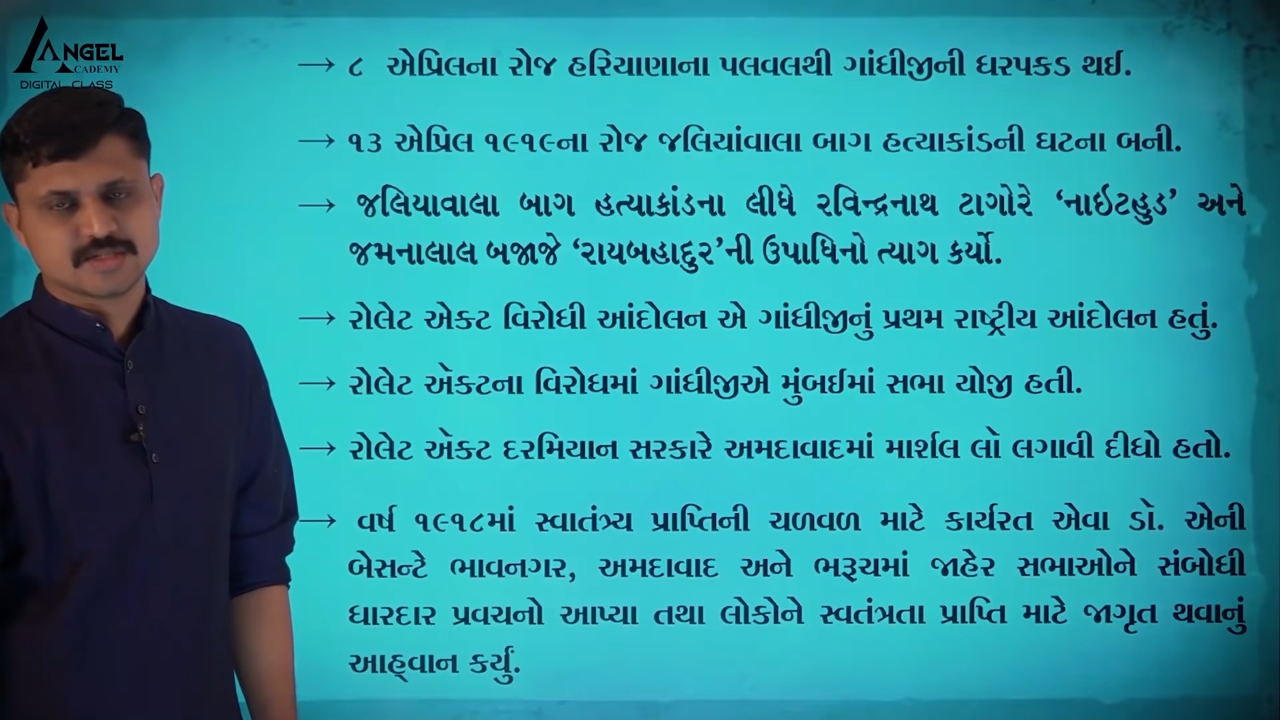 ANGEL
ACADEMY
DIGITAL CLASS
→ ૮ એપ્રિલના રોજ હરિયાણાના પલવલથી ગાંધીજીની ધરપકડ થઈ.
→ ૧૩ એપ્રિલ ૧૯૧૯ના રોજ જલિયાંવાલા બાગ હત્યાકાંડની ઘટના બની.
→ જલિયાવાલા બાગ હત્યાકાંડના લીધે રવિન્દ્રનાથ ટાગોરે ‘નાઇટહુડ’ અને
જમનાલાલ બજાજે ‘રાયબહાદુર’ની ઉપાધિનો ત્યાગ કર્યો.
→ રોલેટ એક્ટ વિરોધી આંદોલન એ ગાંધીજીનું પ્રથમ રાષ્ટ્રીય આંદોલન હતું.
→ રોલેટ ઍક્ટના વિરોધમાં ગાંધીજીએ મુંબઈમાં સભા યોજી હતી.
→ રોલેટ ઍક્ટ દરમિયાન સરકારે અમદાવાદમાં માર્શલ લૉ લગાવી દીધો હતો.
→ વર્ષ ૧૯૧૮માં સ્વાતંત્ર્ય પ્રાપ્તિની ચળવળ માટે કાર્યરત એવા ડૉ. એની
બેસન્ટે ભાવનગર, અમદાવાદ અને ભરૂચમાં જાહેર સભાઓને સંબોધી
ધારદાર પ્રવચનો આપ્યા તથા લોકોને સ્વતંત્રતા પ્રાપ્તિ માટે જાગૃત થવાનું
આહ્‌વાન કર્યું.